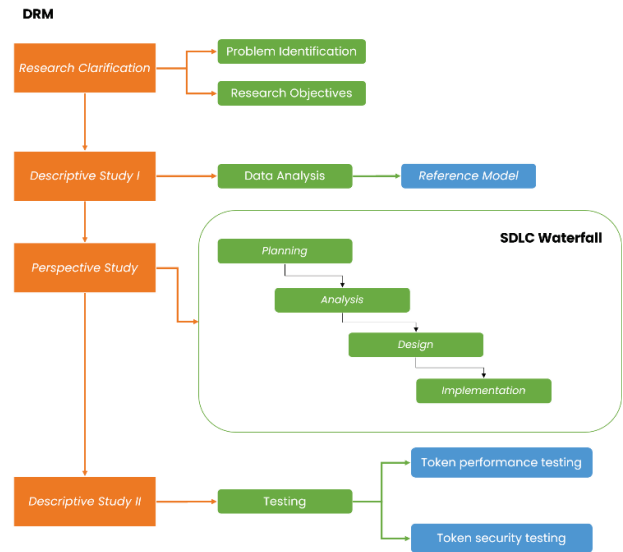 DRM
Research Clarification
Problem Identification
Research Objectives
Descriptive Study I
Data Analysis
Reference Model
SDLC Waterfall
Perspective Study
Planning
Analysis
Design
Implementation
Descriptive Study II
Testing
Token performance testing
Token security testing